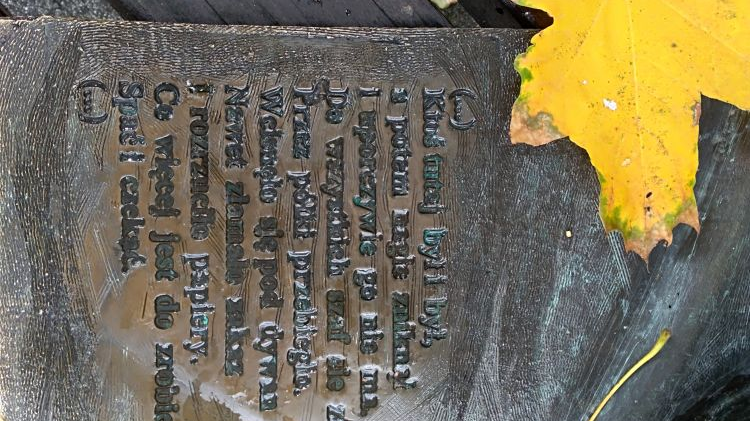 (...)
Ktoś tutaj był i był,
a potem nagle zniknął
i uporczywie go nie ma.
Do wszystkich szaf się
Przez półki przebiegło.
Wcisnęło się pod dywan
Nawet złamało zakaz
i rozrzuciło papiery.
Co więcej jest do
Spać i czekać.
(...)